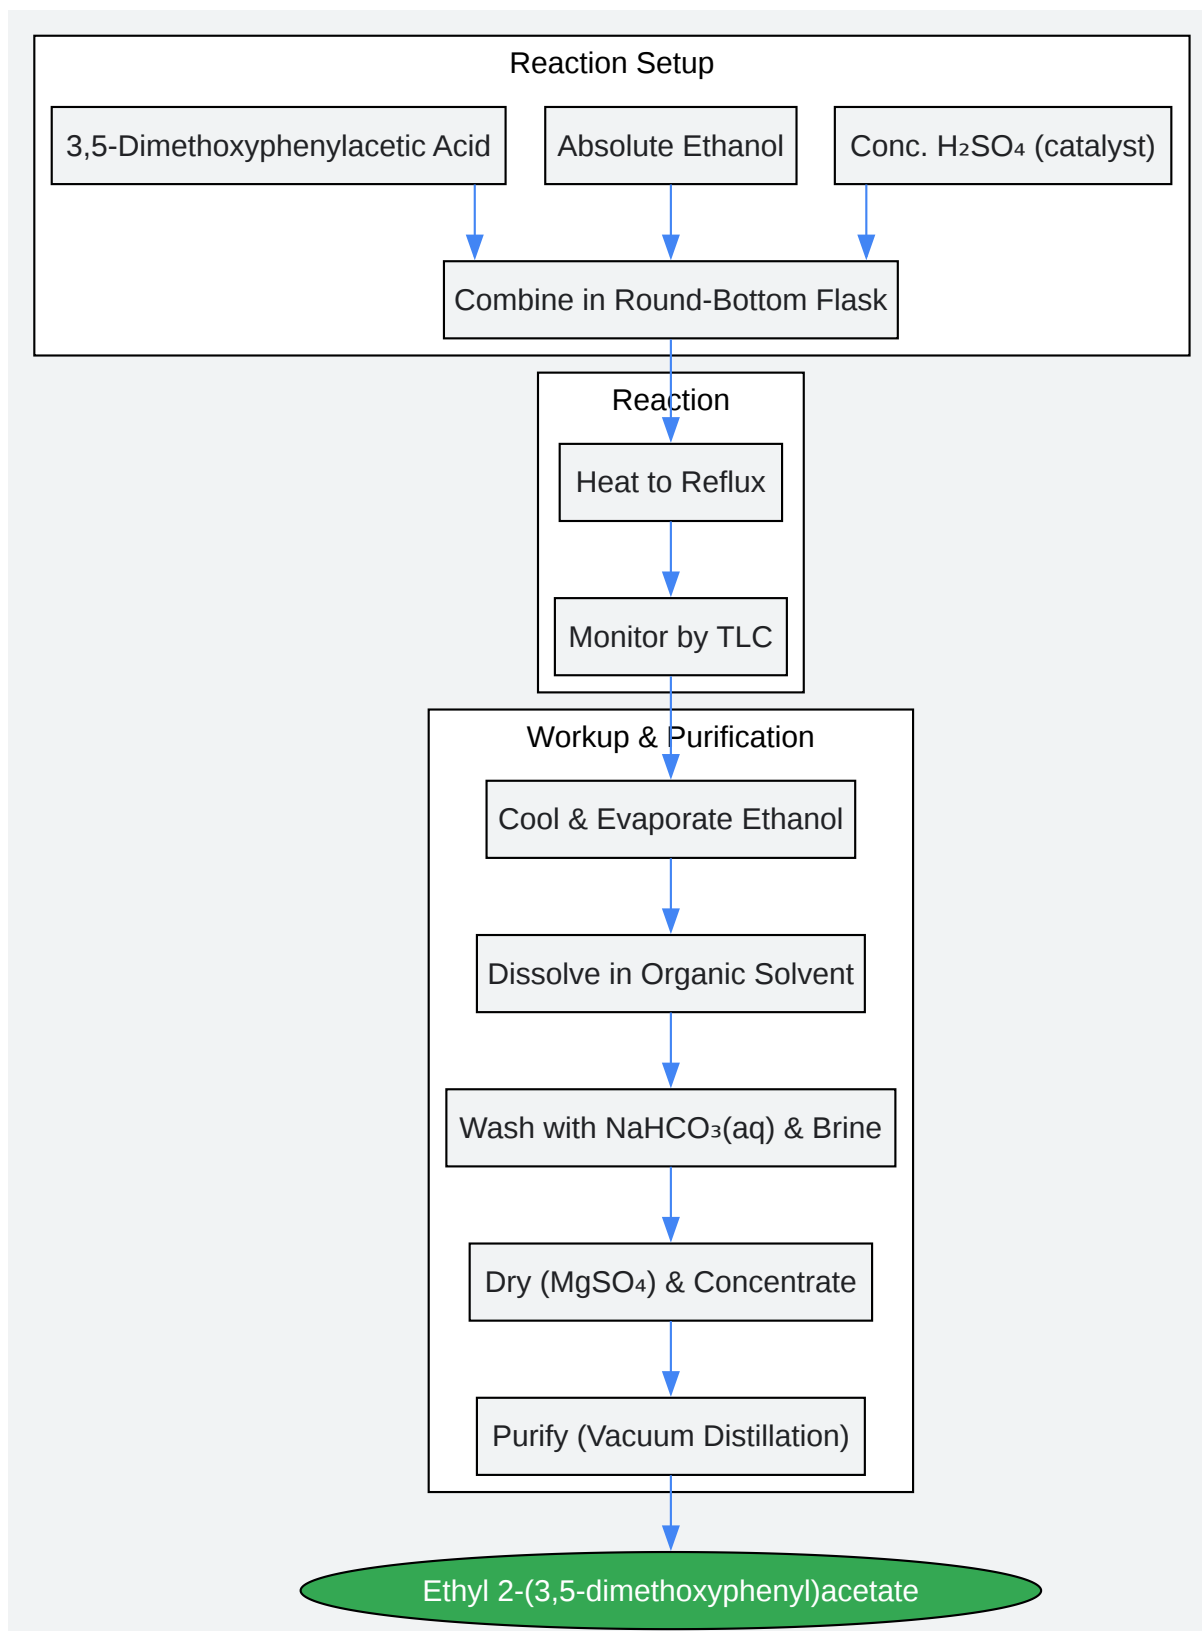 Reaction Setup
3,5-Dimethoxyphenylacetic Acid
Absolute Ethanol
Conc. H₂SO₄ (catalyst)
Combine in Round-Bottom Flask
Reaction
Heat to Reflux
Monitor by TLC
Workup & Purification
Cool & Evaporate Ethanol
Dissolve in Organic Solvent
Wash with NaHCO₃(aq) & Brine
Dry (MgSO₄) & Concentrate
Purify (Vacuum Distillation)
Ethyl 2-(3,5-dimethoxyphenyl)acetate